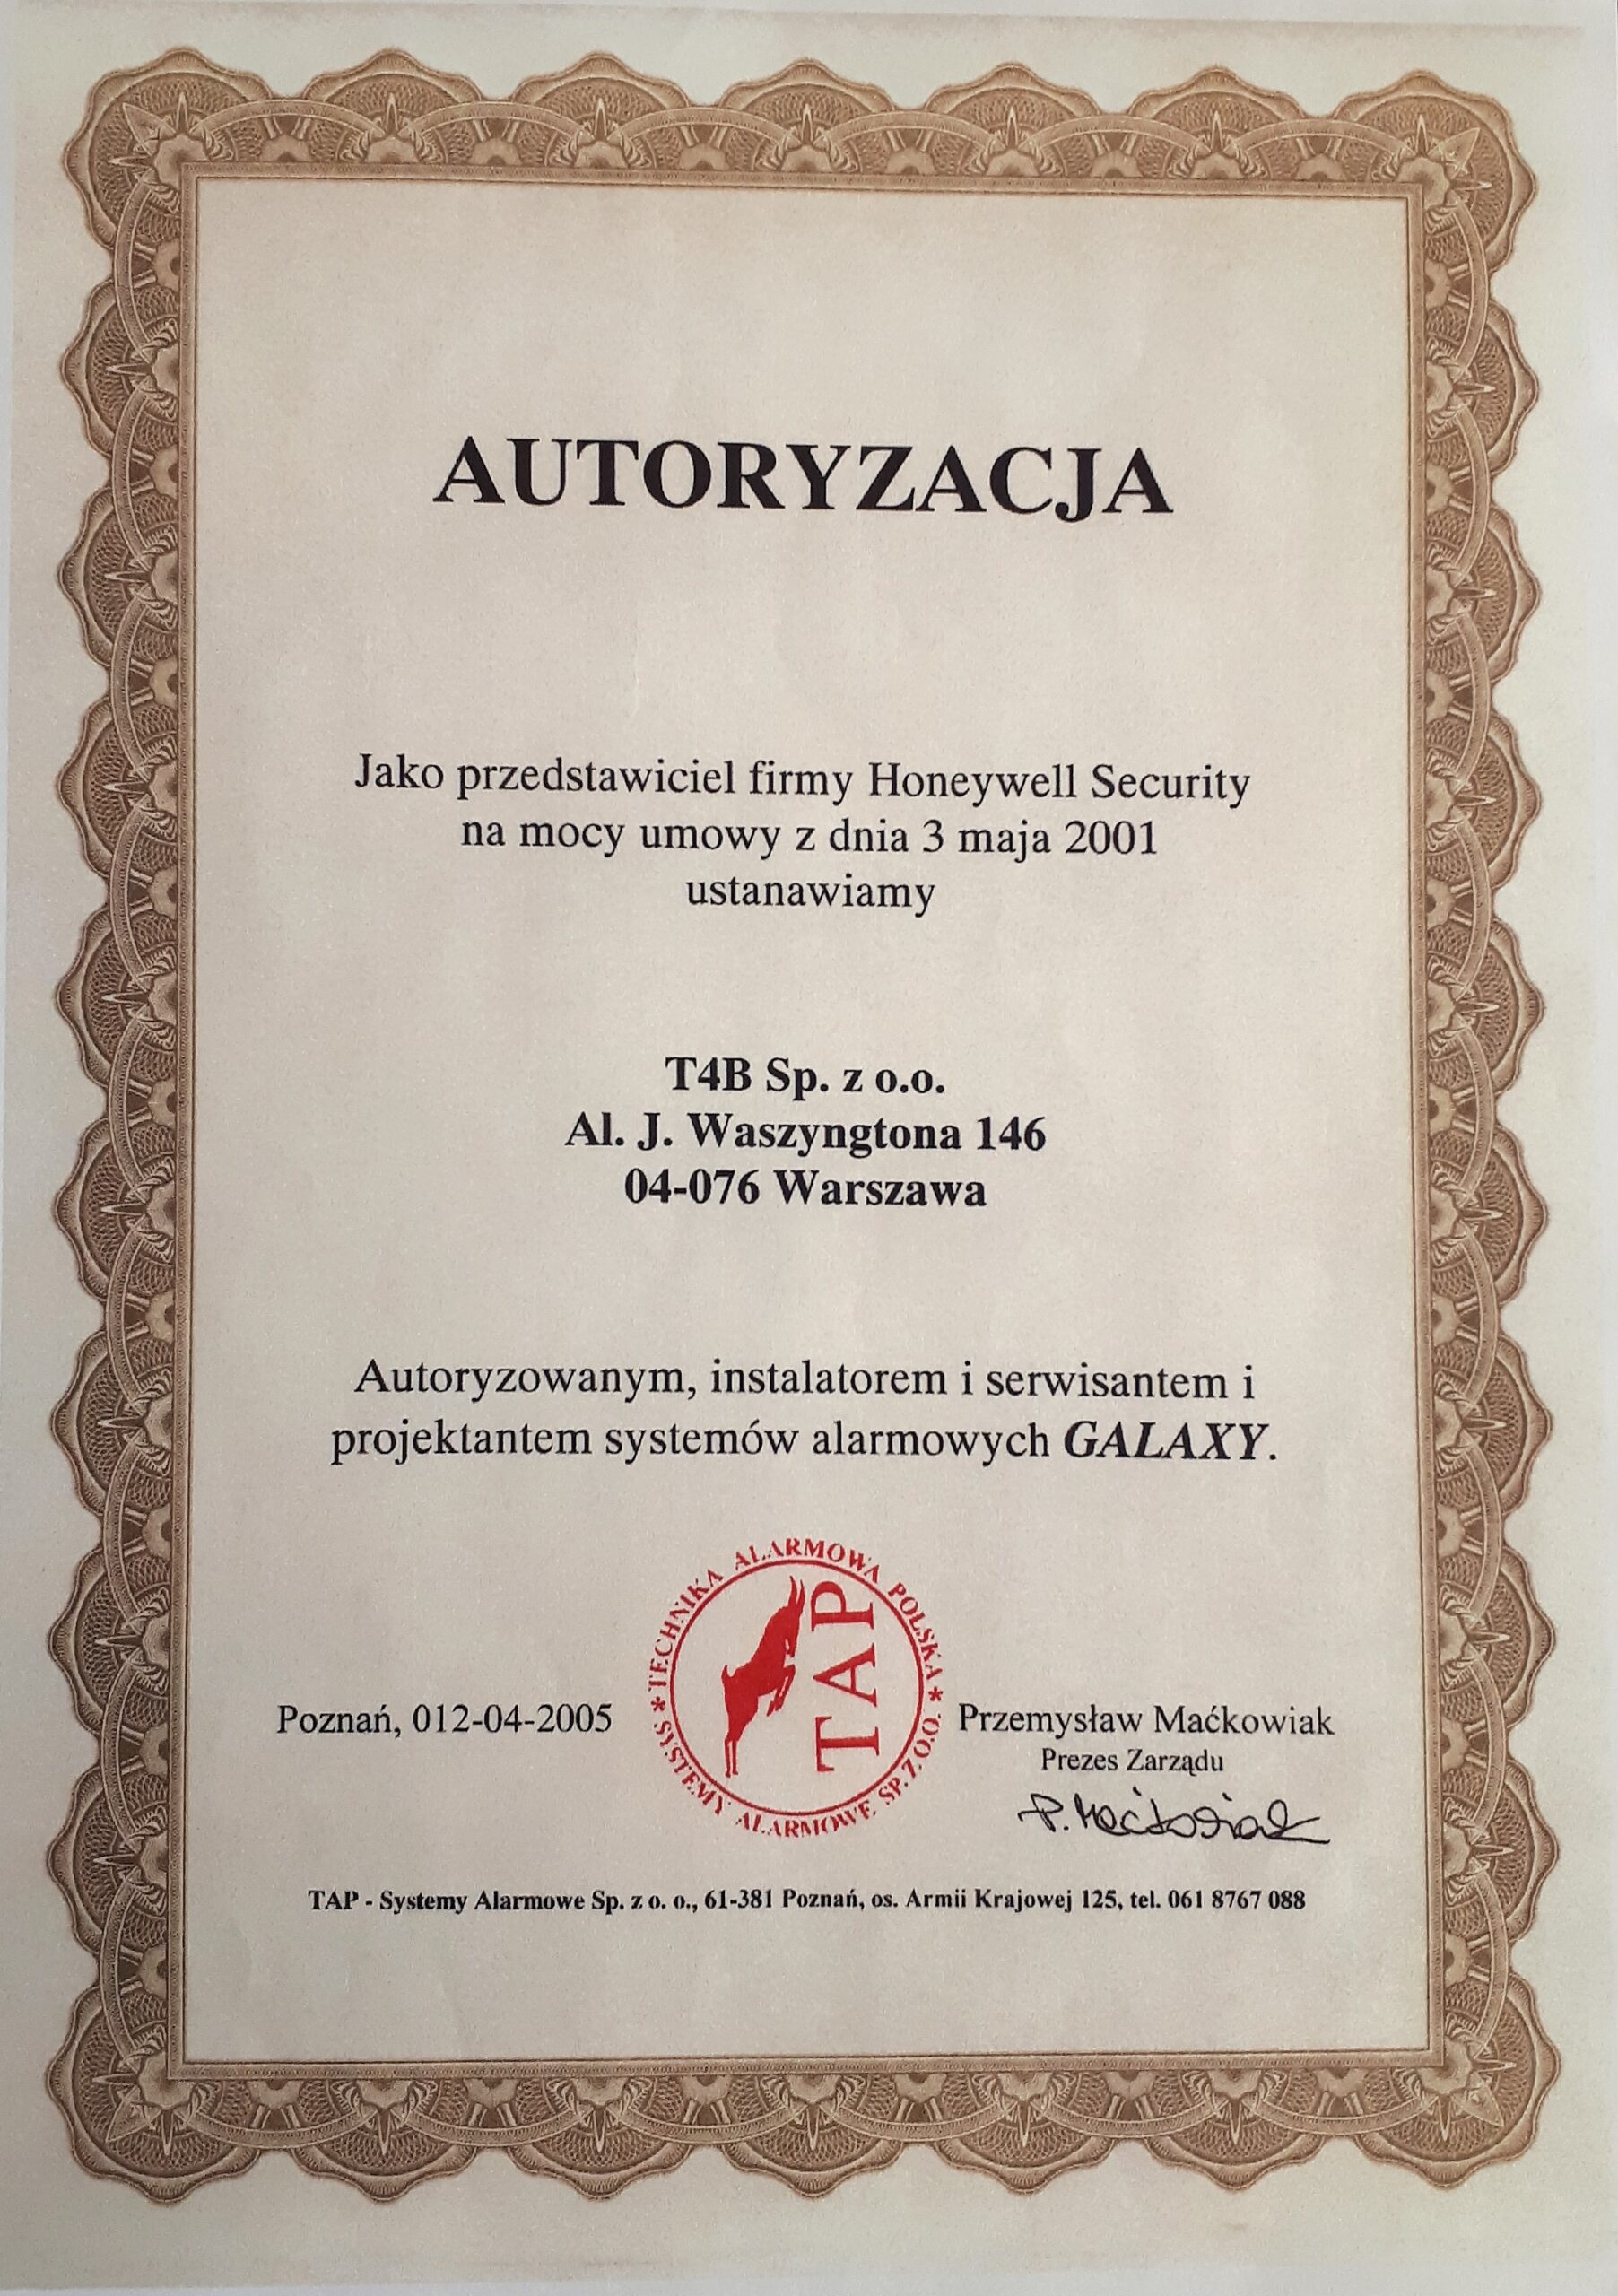 AUTORYZACJA
Jako przedstawiciel firmy Honeywell Security
na mocy umowy z dnia 3 maja 2001
ustanawiamy
T4B Sp. z o.o.
Al. J. Waszyngtona 146
04-076 Warszawa
Autoryzowanym, instalatorem i serwisantem i
projektantem systemów alarmowych GALAXY.
* TECHNIKA ALARMOWA POLSKA *
TAP
SYSTEMY ALARMOWE SP. Z O.O.
Poznań, 012-04-2005
Przemysław Maćkowiak
Prezes Zarządu
P. Maćkowiak
TAP - Systemy Alarmowe Sp. z o. o., 61-381 Poznań, os. Armii Krajowej 125, tel. 061 8767 088